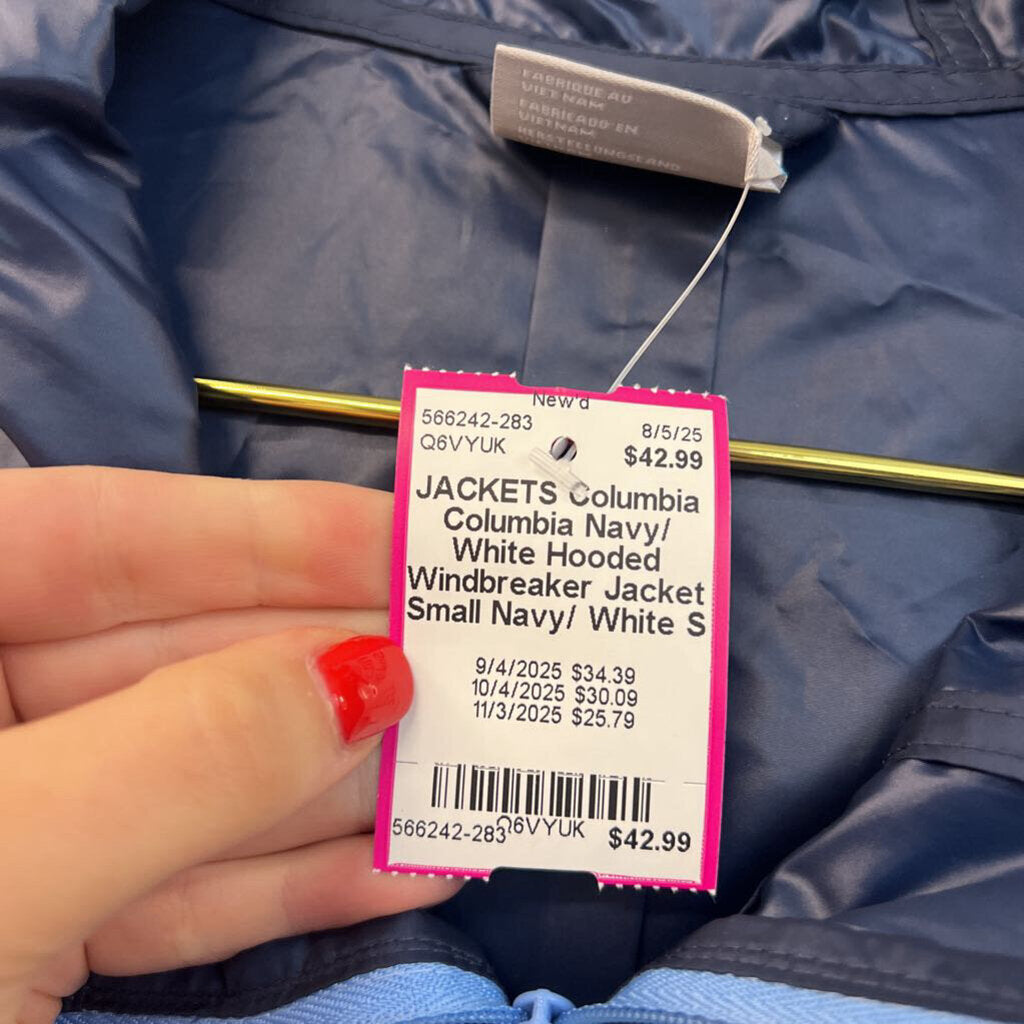 FABRIQUE AU
VIETNAM
FABRICADO EN
VIETNAM
HERSTELLUNGSLAND
New'd
566242-283 8/5/25
Q6VYUK $42.99
JACKETS Columbia
Columbia Navy/
White Hooded
Windbreaker Jacket
Small Navy/ White S
9/4/2025 $34.39
10/4/2025 $30.09
11/3/2025 $25.79
566242-283 Q6VYUK $42.99